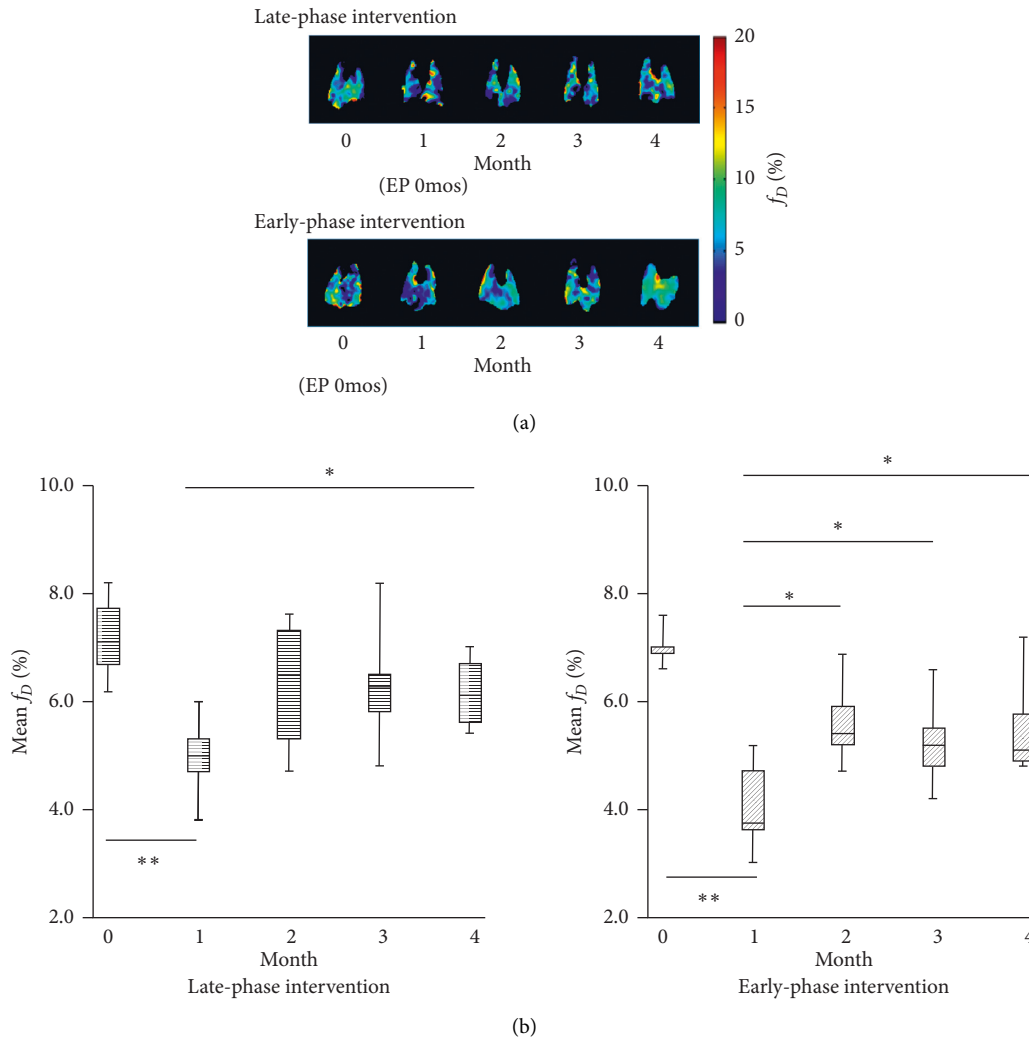 Late-phase intervention
0 1 2 3 4
Month
(EP 0mos)
Early-phase intervention
0 1 2 3 4
Month
(EP 0mos)
20
15
10
5
0
f_D (%)
(a)
10.0
8.0
6.0
4.0
2.0
Mean f_D (%)
*
**
0 1 2 3 4
Month
Late-phase intervention
10.0
8.0
6.0
4.0
2.0
Mean f_D (%)
*
*
*
**
0 1 2 3 4
Month
Early-phase intervention
(b)